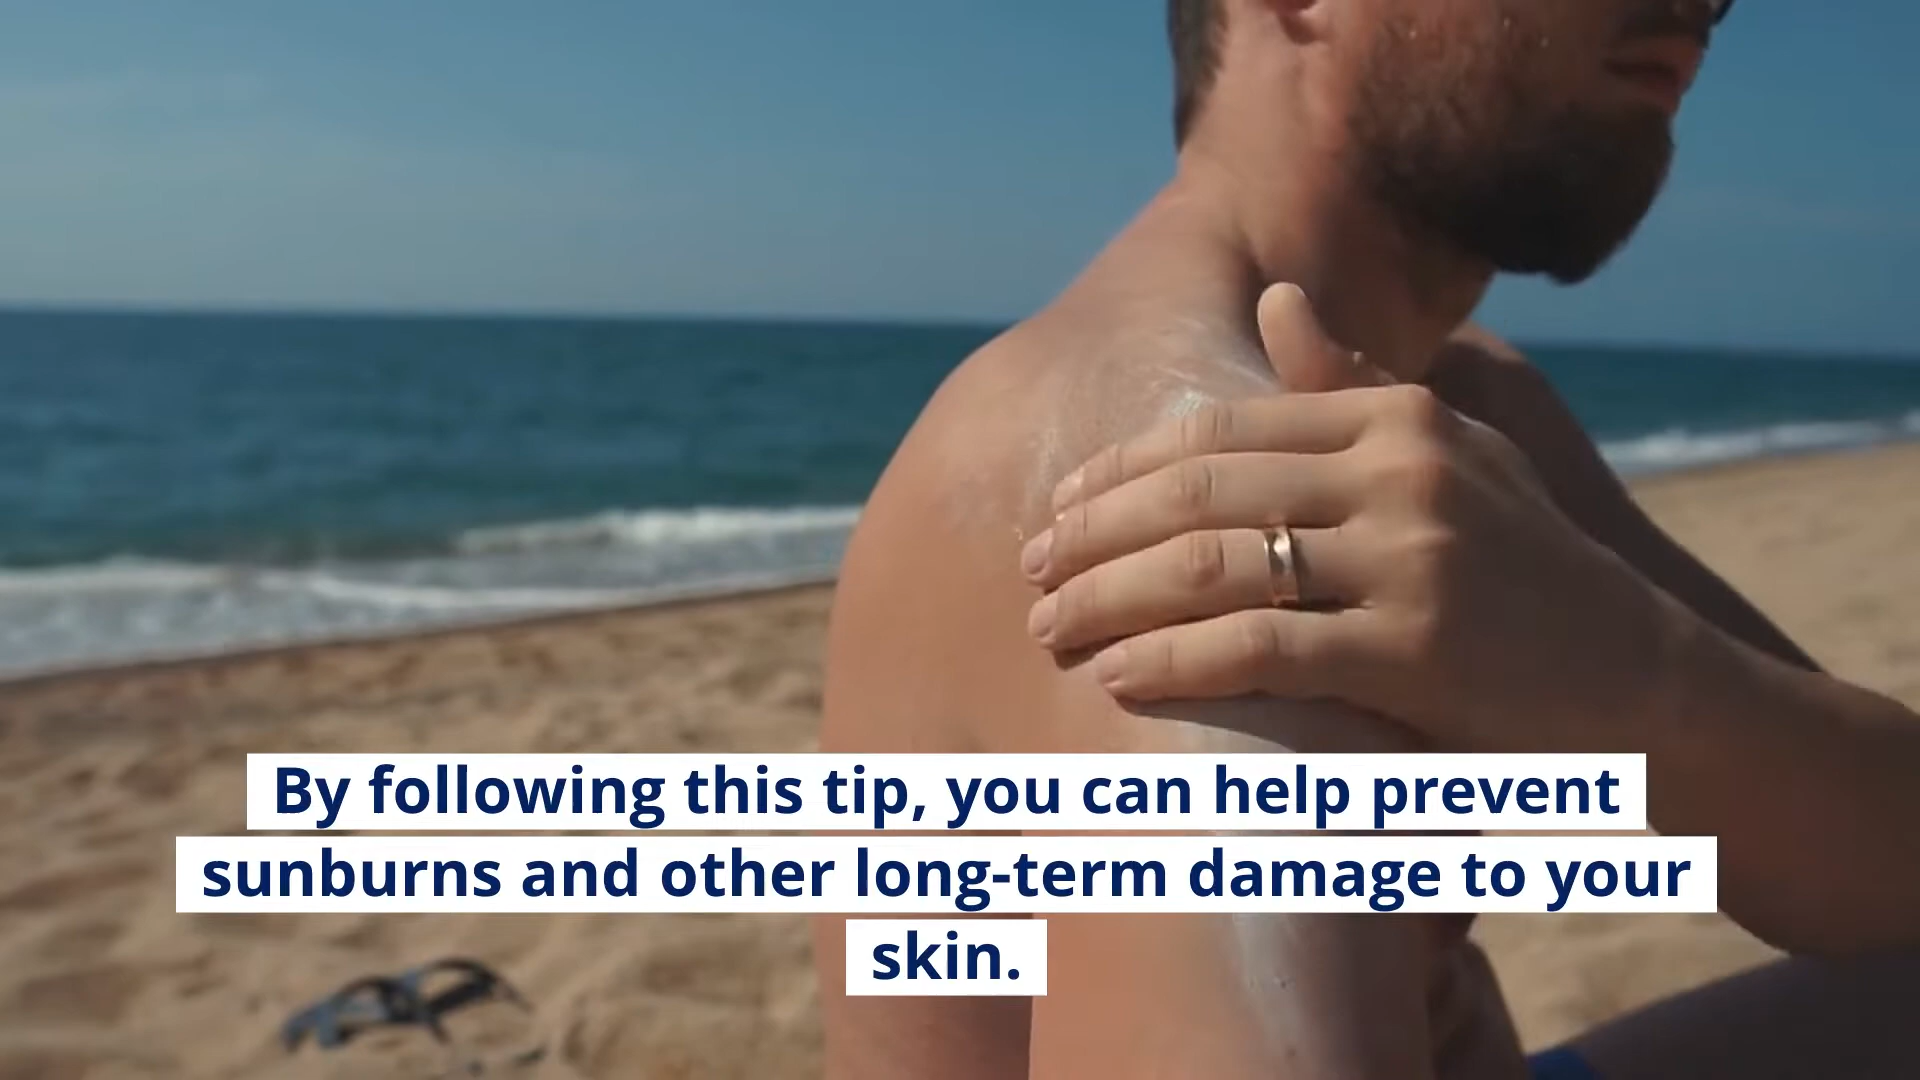 By following this tip, you can help prevent
sunburns and other long-term damage to your
skin.